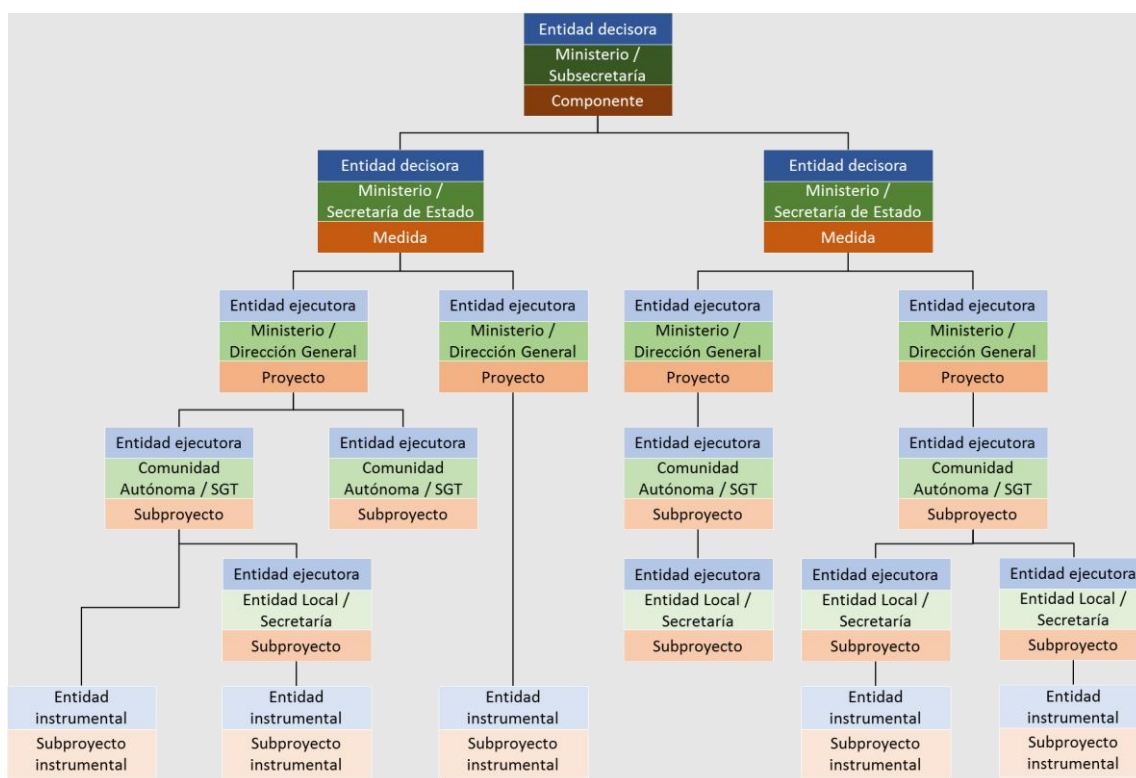 Entidad decisora
Ministerio /
Subsecretaría
Componente
Entidad decisora
Ministerio /
Secretaría de Estado
Medida
Entidad decisora
Ministerio /
Secretaría de Estado
Medida
Entidad ejecutora
Ministerio /
Dirección General
Proyecto
Entidad ejecutora
Ministerio /
Dirección General
Proyecto
Entidad ejecutora
Ministerio /
Dirección General
Proyecto
Entidad ejecutora
Ministerio /
Dirección General
Proyecto
Entidad ejecutora
Comunidad
Autónoma / SGT
Subproyecto
Entidad ejecutora
Comunidad
Autónoma / SGT
Subproyecto
Entidad ejecutora
Comunidad
Autónoma / SGT
Subproyecto
Entidad ejecutora
Comunidad
Autónoma / SGT
Subproyecto
Entidad ejecutora
Entidad Local /
Secretaría
Subproyecto
Entidad ejecutora
Entidad Local /
Secretaría
Subproyecto
Entidad ejecutora
Entidad Local /
Secretaría
Subproyecto
Entidad ejecutora
Entidad Local /
Secretaría
Subproyecto
Entidad
instrumental
Subproyecto
instrumental
Entidad
instrumental
Subproyecto
instrumental
Entidad
instrumental
Subproyecto
instrumental
Entidad
instrumental
Subproyecto
instrumental
Entidad
instrumental
Subproyecto
instrumental